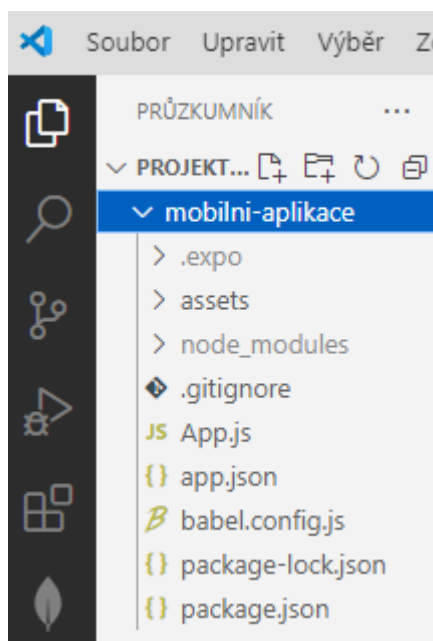 Soubor Upravit Výběr Z
PRŮZKUMNÍK ...
PROJEKT...
mobilni-aplikace
.expo
assets
node_modules
.gitignore
JS App.js
{} app.json
babel.config.js
{} package-lock.json
{} package.json